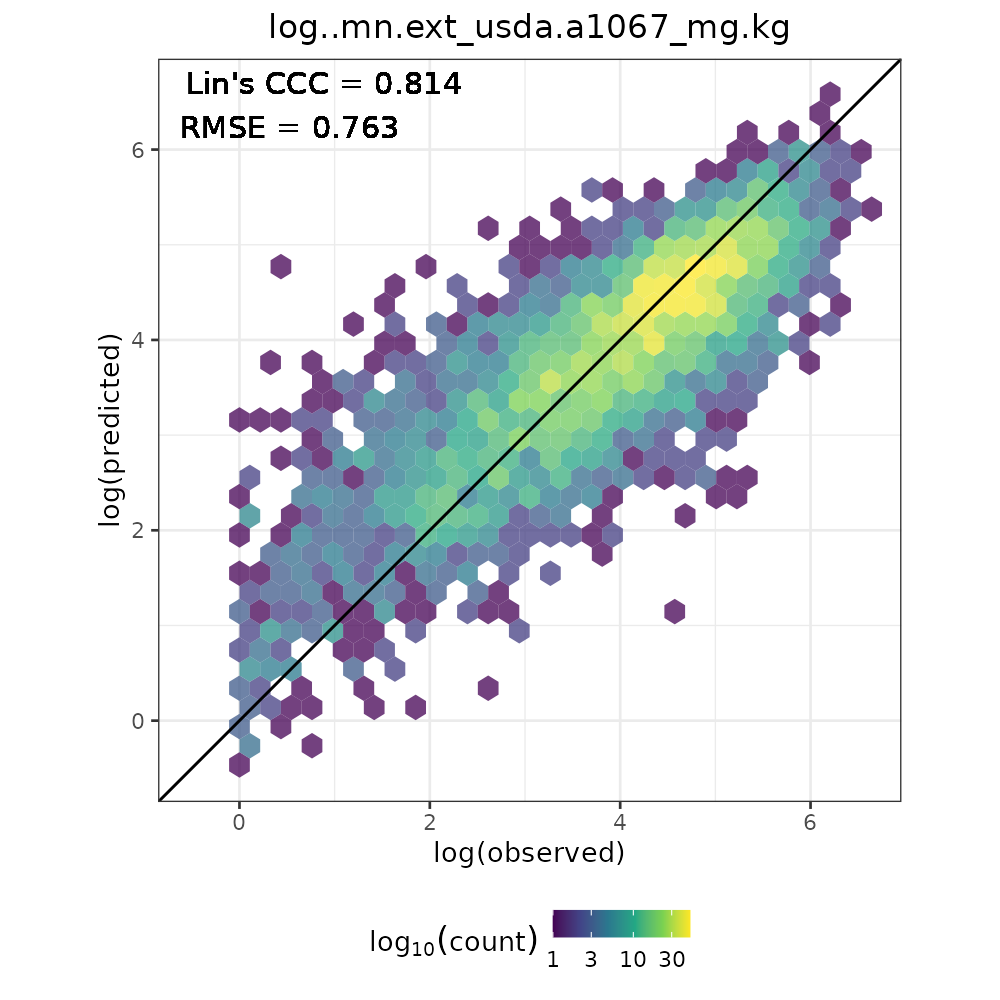 log..mn.ext_usda.a1067_mg.kg
Lin's CCC = 0.814
RMSE = 0.763
6
4
2
0
log(predicted)
0 2 4 6
log(observed)
log₁₀(count)
1 3 10 30